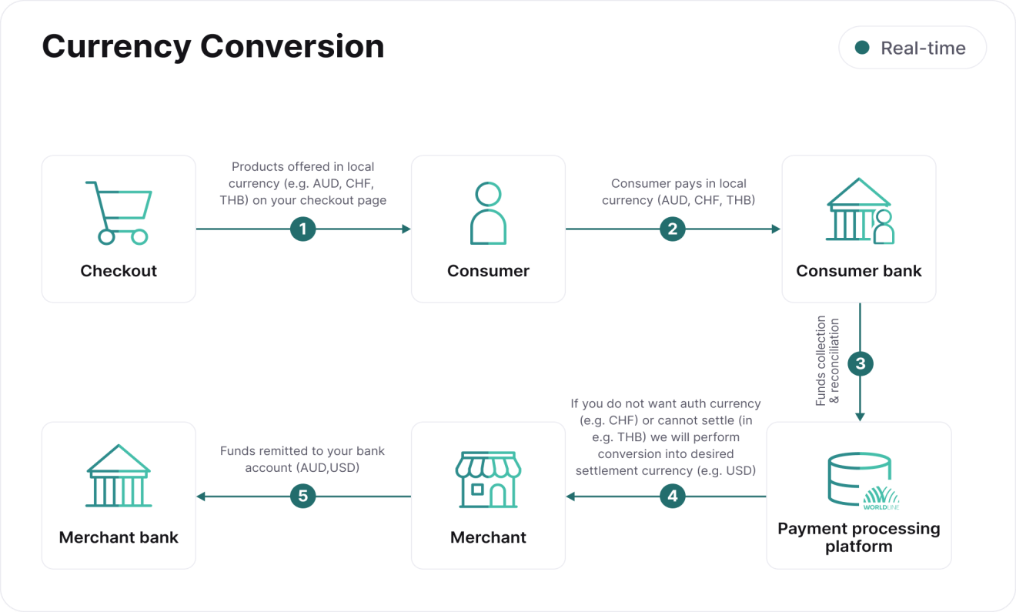 Currency Conversion
Real-time
Products offered in local
currency (e.g. AUD, CHF,
THB) on your checkout page
1
Consumer pays in local
currency (AUD, CHF, THB)
2
Checkout
Consumer
Consumer bank
Funds collection
& reconciliation
3
If you do not want auth currency
(e.g. CHF) or cannot settle (in
e.g. THB) we will perform
conversion into desired
settlement currency (e.g. USD)
4
Funds remitted to your bank
account (AUD,USD)
5
WORLDLINE
Payment processing
platform
Merchant
Merchant bank